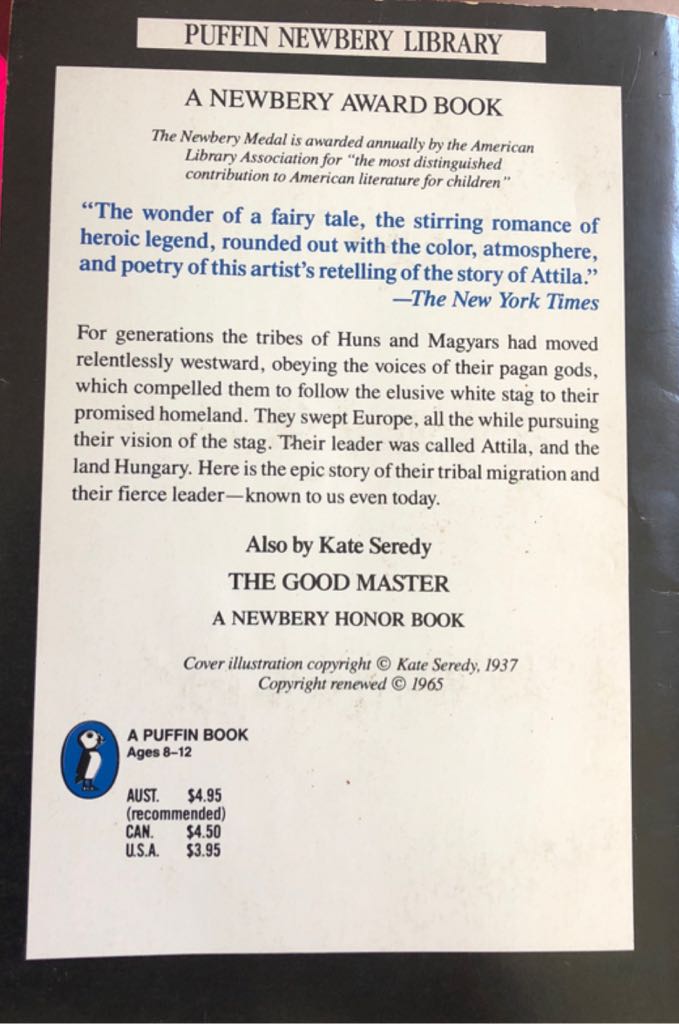 PUFFIN NEWBERY LIBRARY
A NEWBERY AWARD BOOK
The Newbery Medal is awarded annually by the American
Library Association for "the most distinguished
contribution to American literature for children"
“The wonder of a fairy tale, the stirring romance of
heroic legend, rounded out with the color, atmosphere,
and poetry of this artist’s retelling of the story of Attila.”
—The New York Times
For generations the tribes of Huns and Magyars had moved
relentlessly westward, obeying the voices of their pagan gods,
which compelled them to follow the elusive white stag to their
promised homeland. They swept Europe, all the while pursuing
their vision of the stag. Their leader was called Attila, and the
land Hungary. Here is the epic story of their tribal migration and
their fierce leader—known to us even today.
Also by Kate Seredy
THE GOOD MASTER
A NEWBERY HONOR BOOK
Cover illustration copyright © Kate Seredy, 1937
Copyright renewed © 1965
A PUFFIN BOOK
Ages 8–12
AUST. $4.95
(recommended)
CAN. $4.50
U.S.A. $3.95